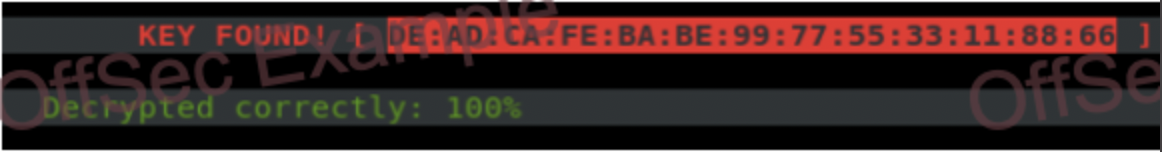 KEY FOUND! [ DE:AD:CA:FE:BA:BE:99:77:55:33:11:88:66 ]
Decrypted correctly: 100%
OffSec Example
OffSe